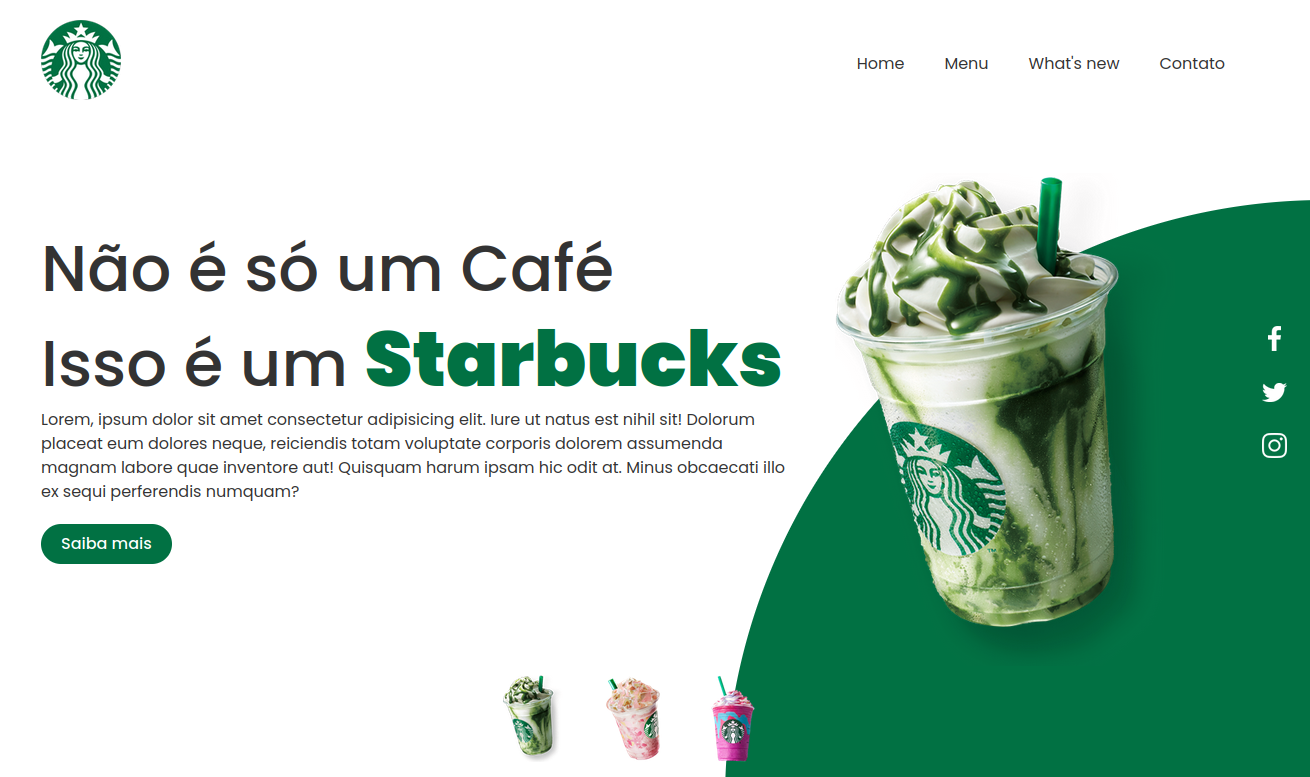 Home Menu What's new Contato
Não é só um Café
Isso é um Starbucks
Lorem, ipsum dolor sit amet consectetur adipisicing elit. Iure ut natus est nihil sit! Dolorum
placeat eum dolores neque, reiciendis totam voluptate corporis dolorem assumenda
magnam labore quae inventore aut! Quisquam harum ipsam hic odit at. Minus obcaecati illo
ex sequi perferendis numquam?
Saiba mais